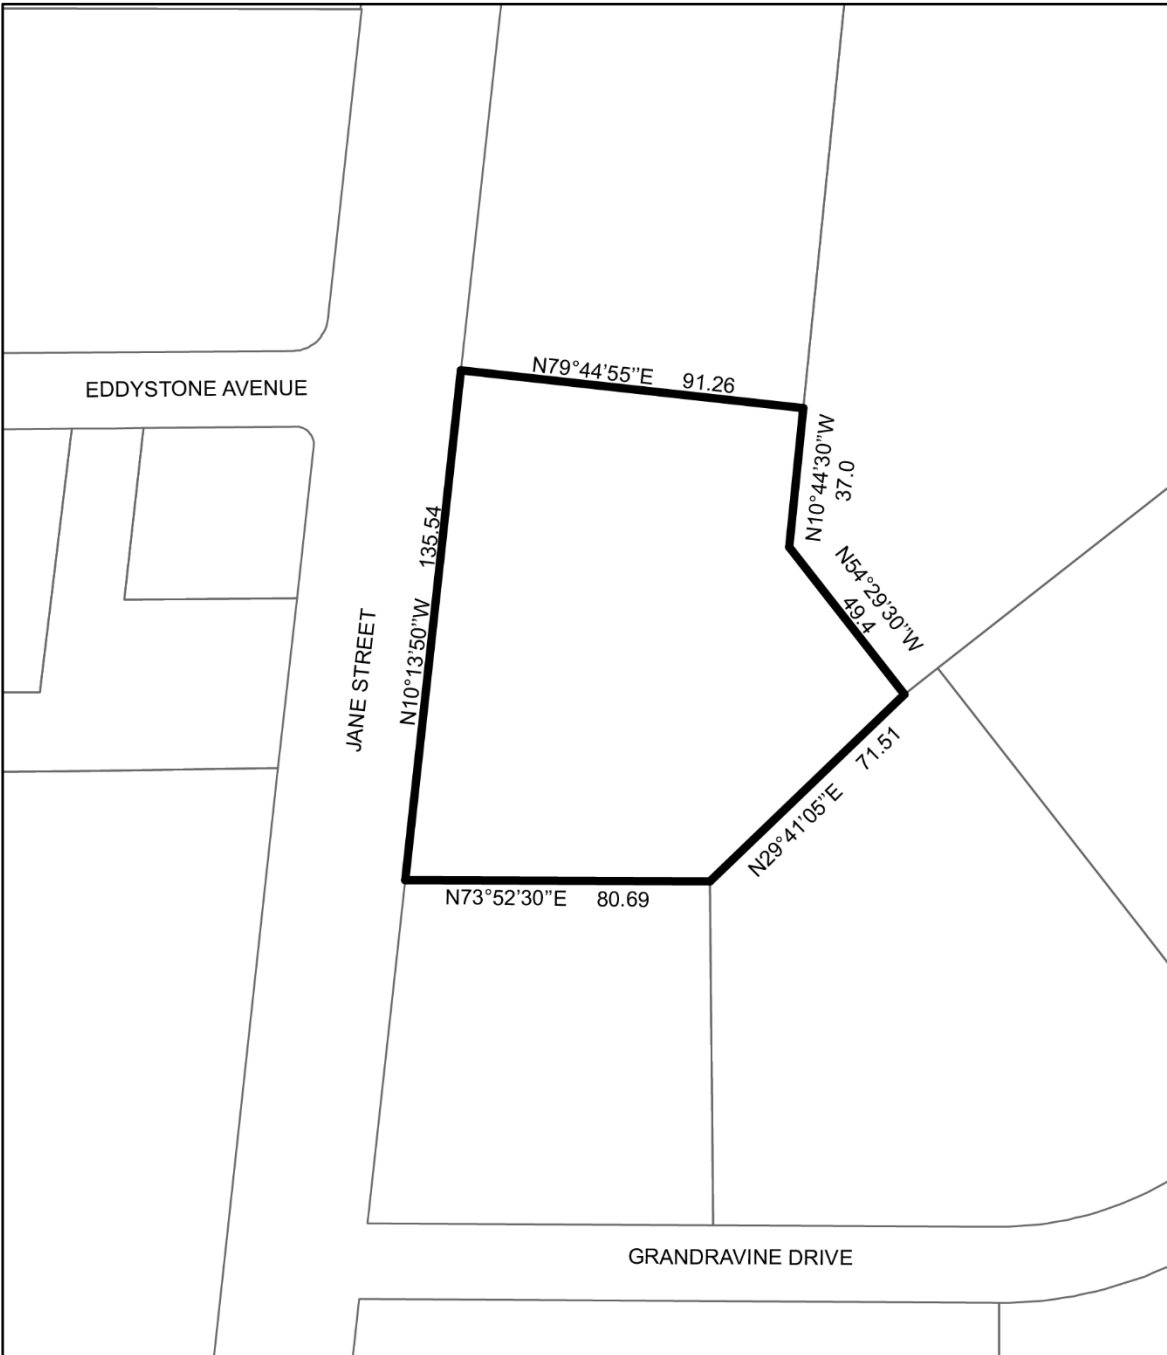 N79°44’55’’E 91.26
EDDYSTONE AVENUE
N10°44’30’’W
37.0
135.54
N54°29’30’’W
49.4
N10°13’50’’W
JANE STREET
71.51
N29°41’05’’E
N73°52’30’’E 80.69
GRANDRAVINE DRIVE